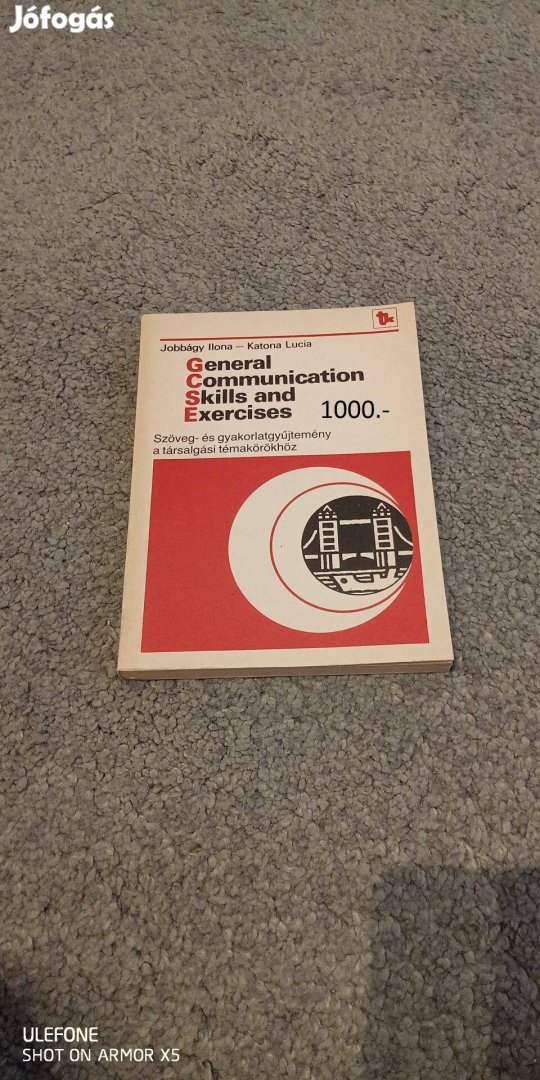 Jófogás
tk
Jobbágy Ilona – Katona Lucia
General
Communication
Skills and
Exercises 1000.-
Szöveg- és gyakorlatgyűjtemény
a társalgási témakörökhöz
ULEFONE
SHOT ON ARMOR X5